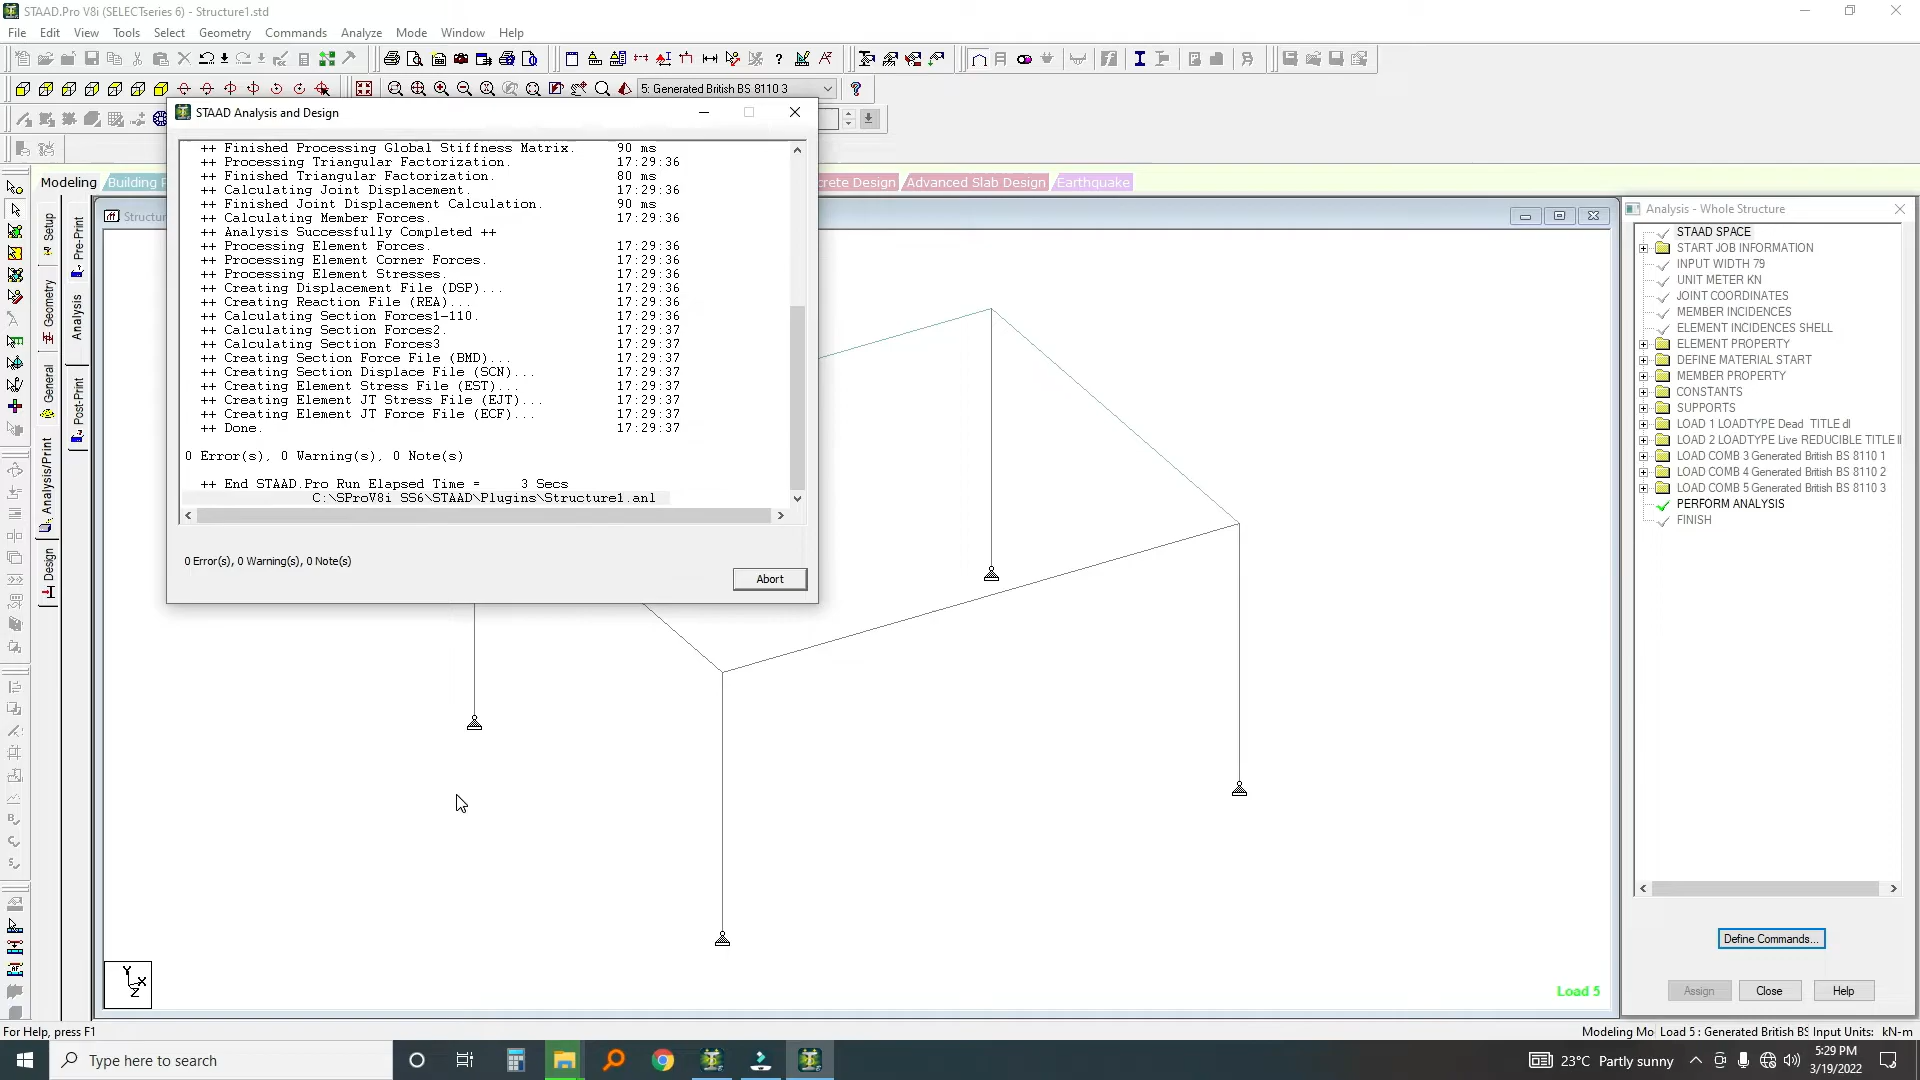 STAAD.Pro V8i (SELECTseries 6) - Structure1.std
File Edit View Tools Select Geometry Commands Analyze Mode Window Help
5: Generated British BS 8110 3
STAAD Analysis and Design
++ Finished Processing Global Stiffness Matrix. 90 ms
++ Processing Triangular Factorization. 17:29:36
++ Finished Triangular Factorization. 80 ms
++ Calculating Joint Displacement. 17:29:36
++ Finished Joint Displacement Calculation. 90 ms
++ Calculating Member Forces. 17:29:36
++ Analysis Successfully Completed ++
++ Processing Element Forces. 17:29:36
++ Processing Element Corner Forces. 17:29:36
++ Processing Element Stresses. 17:29:36
++ Creating Displacement File (DSP)... 17:29:36
++ Creating Reaction File (REA)... 17:29:36
++ Calculating Section Forces1-110. 17:29:36
++ Calculating Section Forces2. 17:29:37
++ Calculating Section Forces3 17:29:37
++ Creating Section Force File (BMD)... 17:29:37
++ Creating Section Displace File (SCN)... 17:29:37
++ Creating Element Stress File (EST)... 17:29:37
++ Creating Element JT Stress File (EJT)... 17:29:37
++ Creating Element JT Force File (ECF)... 17:29:37
++ Done. 17:29:37
0 Error(s), 0 Warning(s), 0 Note(s)
++ End STAAD.Pro Run Elapsed Time = 3 Secs
C:\SProV8i SS6\STAAD\Plugins\Structure1.anl
0 Error(s), 0 Warning(s), 0 Note(s)
Abort
Modeling Building P crete Design Advanced Slab Design Earthquake
Structur
Setup
Geometry
General
Analysis/Print
Design
Pre-Print
Analysis
Post-Print
Y
X
Z
Load 5
Analysis - Whole Structure
STAAD SPACE
START JOB INFORMATION
INPUT WIDTH 79
UNIT METER KN
JOINT COORDINATES
MEMBER INCIDENCES
ELEMENT INCIDENCES SHELL
ELEMENT PROPERTY
DEFINE MATERIAL START
MEMBER PROPERTY
CONSTANTS
SUPPORTS
LOAD 1 LOADTYPE Dead TITLE dl
LOAD 2 LOADTYPE Live REDUCIBLE TITLE l
LOAD COMB 3 Generated British BS 8110 1
LOAD COMB 4 Generated British BS 8110 2
LOAD COMB 5 Generated British BS 8110 3
PERFORM ANALYSIS
FINISH
Define Commands...
Assign Close Help
For Help, press F1
Modeling Mo Load 5 : Generated British BS Input Units: kN-m
Type here to search
23°C Partly sunny
5:29 PM
3/19/2022